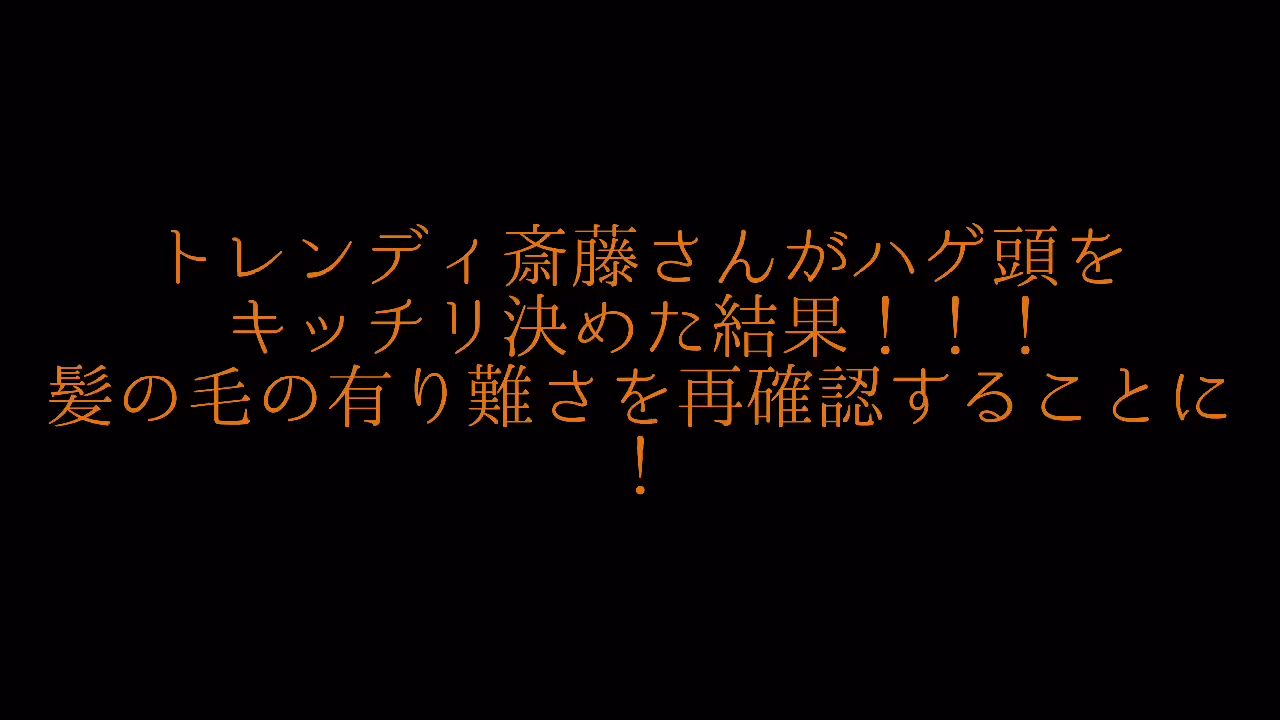 トレンディ斎藤さんがハゲ頭を
キッチリ決めた結果！！！
髪の毛の有り難さを再確認することに
！